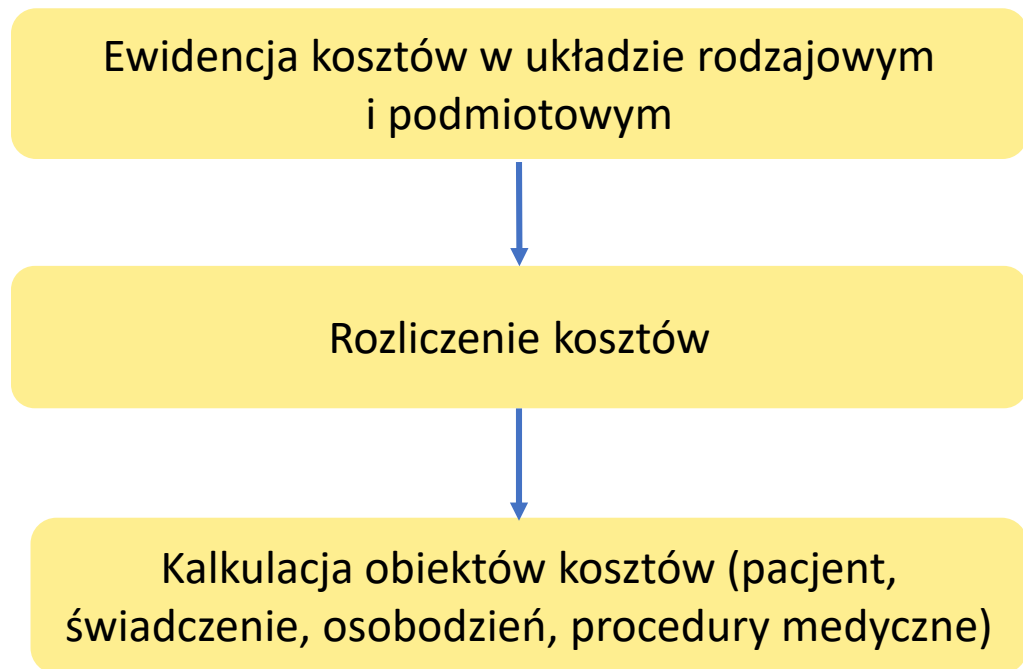 Ewidencja kosztów w układzie rodzajowym
i podmiotowym
Rozliczenie kosztów
Kalkulacja obiektów kosztów (pacjent,
świadczenie, osobodzień, procedury medyczne)